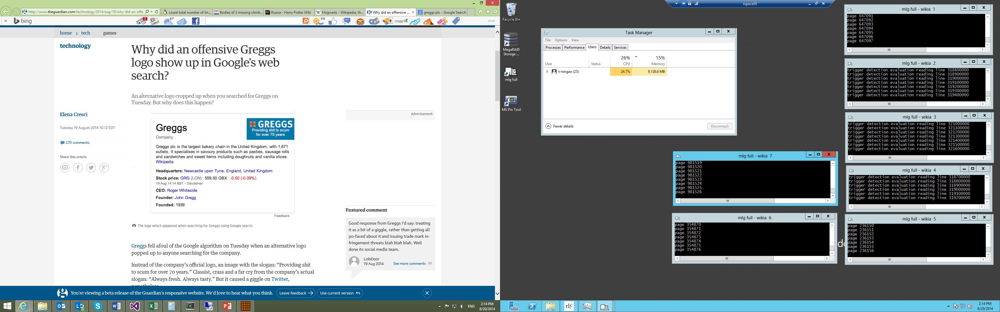 http://www.theguardian.com/technology/2014/aug/19/why-did-an-offe
count total number of lin...
Bodies of 3 missing climb...
Russia - Harry Potter Wiki
Hogwarts - Wikipedia, th...
Why did an offensive ...
greggs plc - Google Search
bing
67°
316
msn
home › tech
games
technology
Why did an offensive Greggs
logo show up in Google's web
search?
An alternative logo cropped up when you searched for Greggs on
Tuesday. But why does this happen?
Elena Cresci
Tuesday 19 August 2014 10.12 EDT
270 comments
Share this article
Advertisement
Greggs
Company
GREGGS
Providing shit to scum
for over 70 years
Greggs plc is the largest bakery chain in the United Kingdom, with 1,671
outlets. It specialises in savoury products such as pasties, sausage rolls
and sandwiches and sweet items including doughnuts and vanilla slices.
Wikipedia
Headquarters: Newcastle upon Tyne, England, United Kingdom
Stock price: GRG (LON) 559.50 GBX -0.50 (-0.09%)
19 Aug 14:14 BST - Disclaimer
CEO: Roger Whiteside
Founder: John Gregg
Founded: 1939
Feedback
The logo which appeared when searching for Greggs using Google search.
Greggs fell afoul of the Google algorithm on Tuesday when an alternative logo
popped up to anyone searching for the company.
Instead of the company's official logo, an image with the slogan: “Providing shit
to scum for over 70 years.” Classist, crass and a far cry from the company's actual
slogan: “Always fresh. Always tasty.” But it caused a giggle on Twitter,
nonetheless
Featured comment
Good response from Greggs I'd say: treating
it as a bit of a giggle, rather than getting all
po-faced about it and issuing trade mark in-
fringement threats blah blah blah. Well
done its social media team.
LokiDoor
19 Aug 2014
See more comments
You're viewing a beta release of the Guardian's responsive website. We'd love to hear what you think.
Leave feedback
Use current version
ENG
2:14 PM
8/20/2014
Recycle Bin
MegaRAID
Storage ...
mlg full
MS Pin Tool
tspace09
Task Manager
File Options View
Processes Performance Users Details Services
26% 15%
User Status CPU Memory
t-ningao (25) 24.7% 9,138.6 MB
Fewer details
Disconnect
mlg full - wikia 1
page 647091
page 647092
page 647093
page 647094
page 647095
page 647096
page 647097
mlg full - wikia 2
trigger detection evaluation reading line 318800000
trigger detection evaluation reading line 318900000
trigger detection evaluation reading line 319000000
trigger detection evaluation reading line 319100000
trigger detection evaluation reading line 319200000
trigger detection evaluation reading line 319300000
trigger detection evaluation reading line 319400000
mlg full - wikia 3
trigger detection evaluation reading line 321000000
trigger detection evaluation reading line 321100000
trigger detection evaluation reading line 321200000
trigger detection evaluation reading line 321300000
trigger detection evaluation reading line 321400000
trigger detection evaluation reading line 321500000
trigger detection evaluation reading line 321600000
mlg full - wikia 7
page 981519
page 981520
page 981521
page 981522
page 981523
page 981524
page 981525
page 981526
mlg full - wikia 4
trigger detection evaluation reading line 318700000
trigger detection evaluation reading line 318800000
trigger detection evaluation reading line 318900000
trigger detection evaluation reading line 319000000
trigger detection evaluation reading line 319100000
trigger detection evaluation reading line 319200000
mlg full - wikia 6
page 354870
page 354871
page 354872
page 354873
page 354874
page 354875
page 354876
mlg full - wikia 5
page 236150
page 236151
page 236152
page 236153
page 236154
page 236155
page 236156
tlc
2:14 PM
8/20/2014